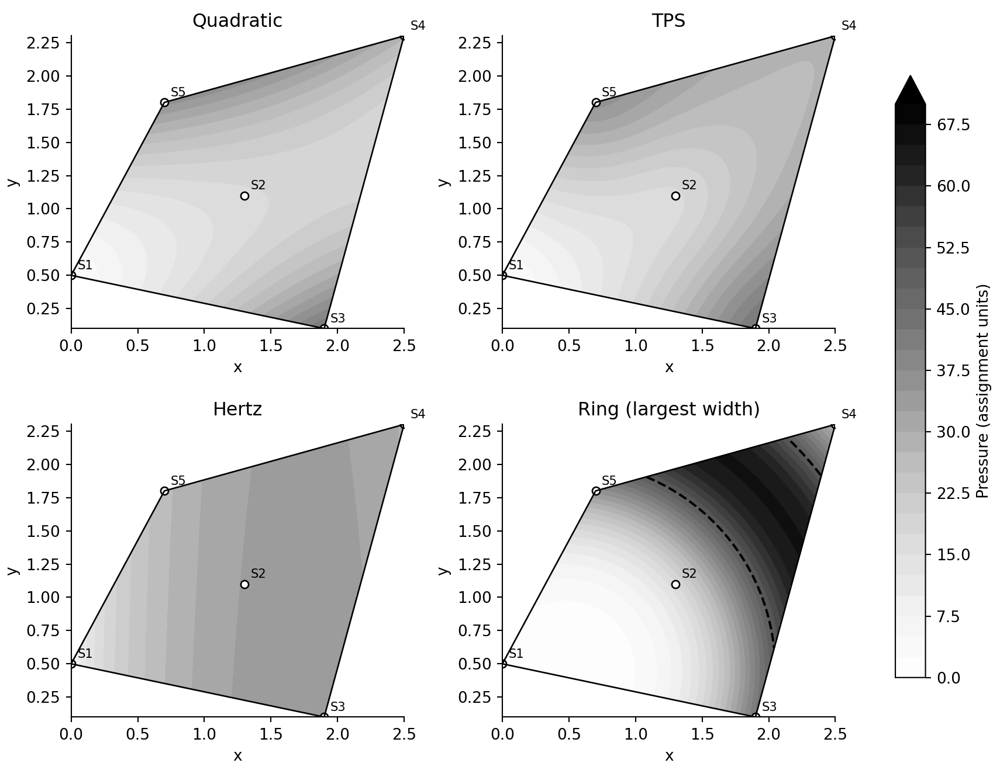 Quadratic
S4
2.25
2.00
S5
1.75
1.50
y
1.25
S2
1.00
0.75
S1
0.50
0.25
S3
0.0 0.5 1.0 1.5 2.0 2.5
x
TPS
S4
2.25
2.00
S5
1.75
1.50
y
1.25
S2
1.00
0.75
S1
0.50
0.25
S3
0.0 0.5 1.0 1.5 2.0 2.5
x
Hertz
S4
2.25
2.00
S5
1.75
1.50
y
1.25
S2
1.00
0.75
S1
0.50
0.25
S3
0.0 0.5 1.0 1.5 2.0 2.5
x
Ring (largest width)
S4
2.25
2.00
S5
1.75
1.50
y
1.25
S2
1.00
0.75
S1
0.50
0.25
S3
0.0 0.5 1.0 1.5 2.0 2.5
x
67.5
60.0
52.5
45.0
37.5
30.0
22.5
15.0
7.5
0.0
Pressure (assignment units)